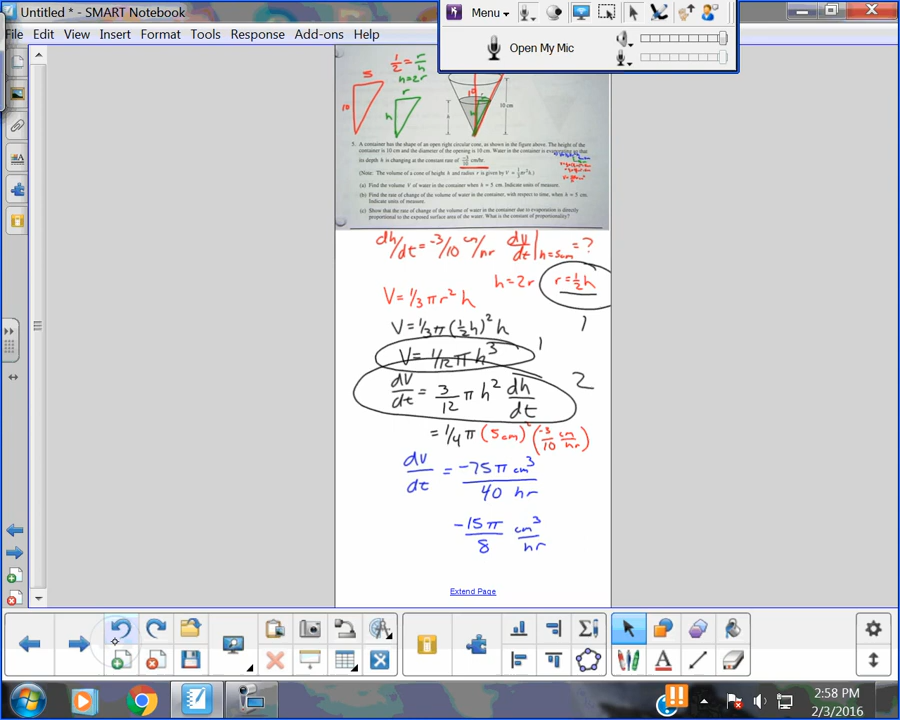 Untitled * - SMART Notebook
Menu
Open My Mic
File Edit View Insert Format Tools Response Add-ons Help
5
10
1/2 = r/h
h=2r
r
h
10
r
h
10 cm
5. A container has the shape of an open right circular cone, as shown in the figure above. The height of the
container is 10 cm and the diameter of the opening is 10 cm. Water in the container is evaporating so that
its depth h is changing at the constant rate of -3/10 cm/hr.
(Note: The volume of a cone of height h and radius r is given by V = 1/3 πr²h.)
(a) Find the volume V of water in the container when h = 5 cm. Indicate units of measure.
(b) Find the rate of change of the volume of water in the container, with respect to time, when h = 5 cm.
Indicate units of measure.
(c) Show that the rate of change of the volume of water in the container due to evaporation is directly
proportional to the exposed surface area of the water. What is the constant of proportionality?
dh/dt = -3/10 cm/hr dV/dt | h=5cm = ?
h=2r r=½h
1
V = 1/3 π r² h
V = 1/3 π (½h)² h
V = 1/12 π h³ 1
dV/dt = 3/12 π h² dh/dt 2
= 1/4 π (5cm)² (-3/10 cm/hr)
dV/dt = -75π cm³ / 40 hr
-15π/8 cm³/hr
Extend Page
2:58 PM
2/3/2016